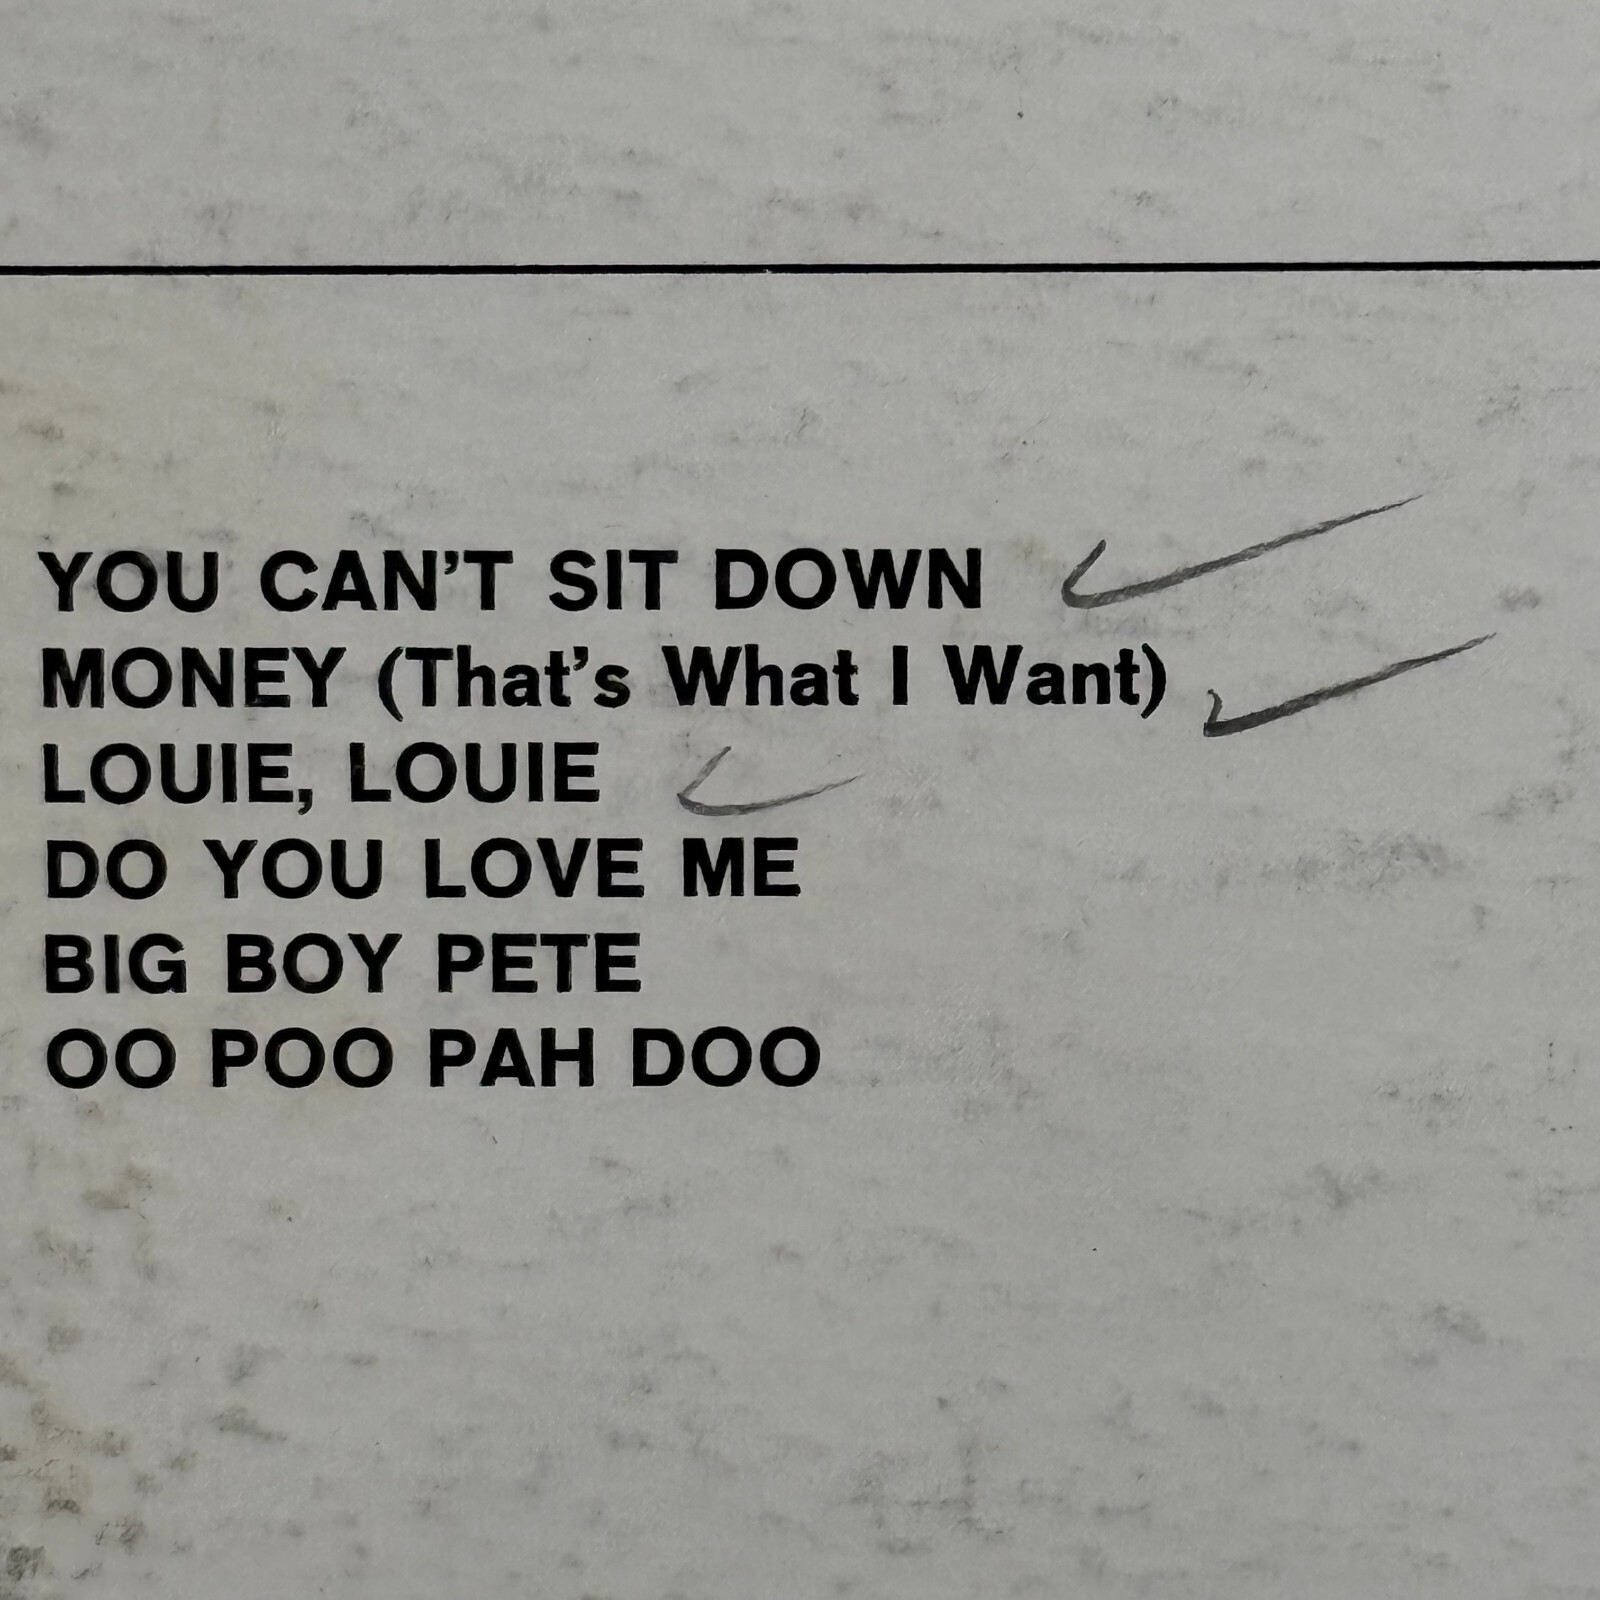 YOU CAN'T SIT DOWN
MONEY (That's What I Want)
LOUIE, LOUIE
DO YOU LOVE ME
BIG BOY PETE
OO POO PAH DOO